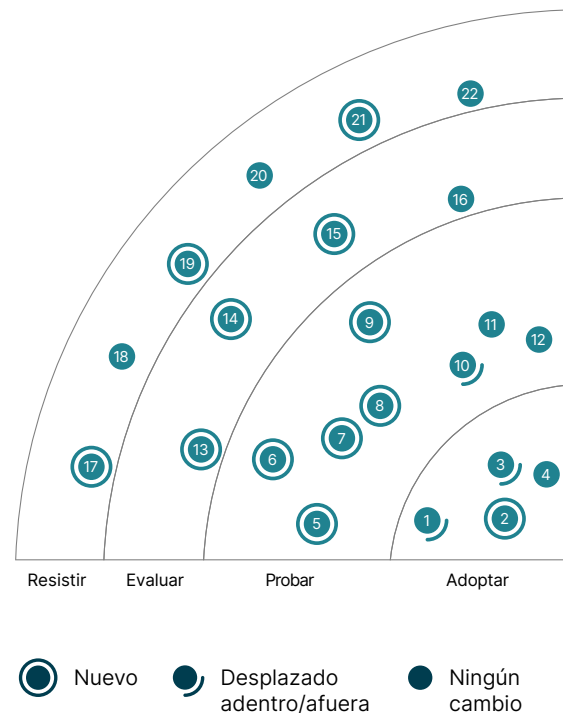 22
21
20
16
15
19
14
9
11
12
18
10
8
7
13
6
17
3
4
5
1
2
Resistir
Evaluar
Probar
Adoptar
Nuevo
Desplazado
adentro/afuera
Ningún
cambio